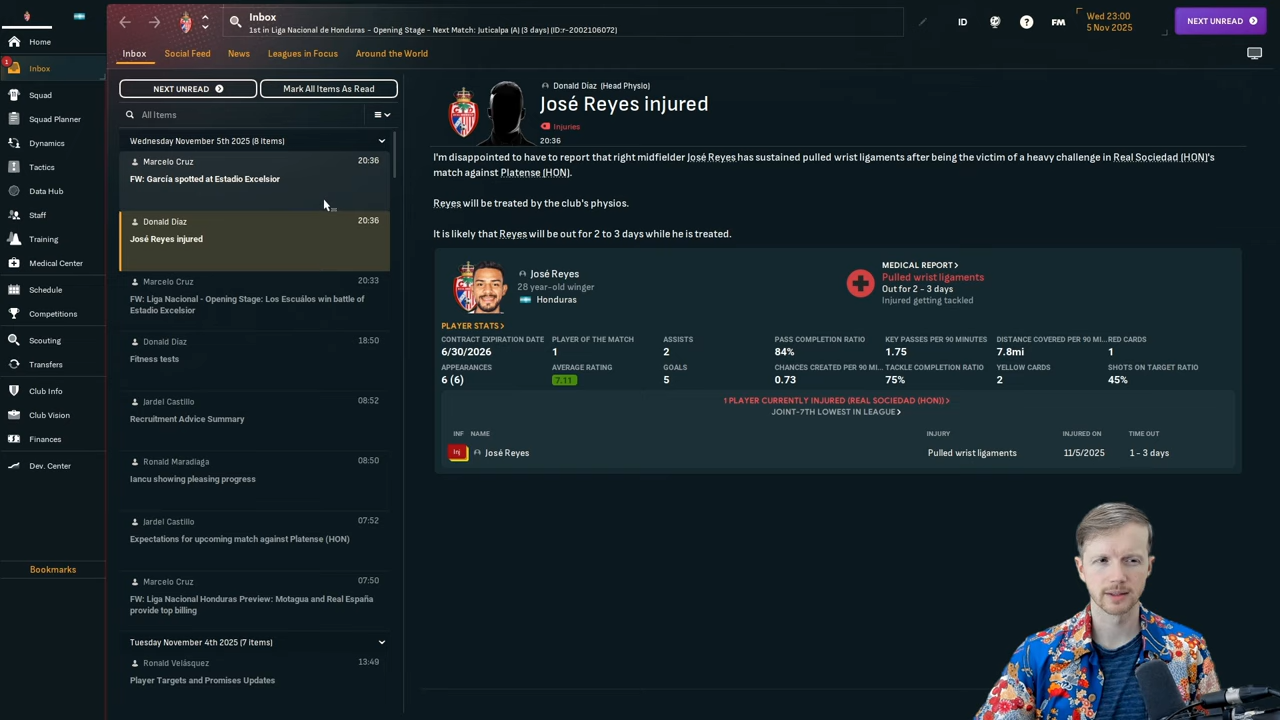 Inbox
1st in Liga Nacional de Honduras - Opening Stage - Next Match: Juticalpa (A) (3 days) (ID:r-2002106072)
ID
FM
Wed 23:00
5 Nov 2025
NEXT UNREAD
Home
1
Inbox
Squad
Squad Planner
Dynamics
Tactics
Data Hub
Staff
Training
Medical Center
Schedule
Competitions
Scouting
Transfers
Club Info
Club Vision
Finances
Dev. Center
Bookmarks
Inbox
Social Feed
News
Leagues in Focus
Around the World
NEXT UNREAD
Mark All Items As Read
All Items
Wednesday November 5th 2025 (8 items)
Marcelo Cruz 20:36
FW: García spotted at Estadio Excelsior
Donald Díaz 20:36
José Reyes injured
Marcelo Cruz 20:33
FW: Liga Nacional - Opening Stage: Los Escuálos win battle of
Estadio Excelsior
Donald Díaz 18:50
Fitness tests
Jardel Castillo 08:52
Recruitment Advice Summary
Ronald Maradiaga 08:50
Iancu showing pleasing progress
Jardel Castillo 07:52
Expectations for upcoming match against Platense (HON)
Marcelo Cruz 07:50
FW: Liga Nacional Honduras Preview: Motagua and Real España
provide top billing
Tuesday November 4th 2025 (7 items)
Ronald Velásquez 13:49
Player Targets and Promises Updates
Donald Díaz (Head Physio)
José Reyes injured
Injuries
20:36
I'm disappointed to have to report that right midfielder José Reyes has sustained pulled wrist ligaments after being the victim of a heavy challenge in Real Sociedad (HON)'s
match against Platense (HON).
Reyes will be treated by the club's physios.
It is likely that Reyes will be out for 2 to 3 days while he is treated.
José Reyes
28 year-old winger
Honduras
MEDICAL REPORT >
Pulled wrist ligaments
Out for 2 - 3 days
Injured getting tackled
PLAYER STATS >
CONTRACT EXPIRATION DATE PLAYER OF THE MATCH ASSISTS PASS COMPLETION RATIO KEY PASSES PER 90 MINUTES DISTANCE COVERED PER 90 MI... RED CARDS
6/30/2026 1 2 84% 1.75 7.8mi 1
APPEARANCES AVERAGE RATING GOALS CHANCES CREATED PER 90 MI... TACKLE COMPLETION RATIO YELLOW CARDS SHOTS ON TARGET RATIO
6 (6) 7.11 5 0.73 75% 2 45%
1 PLAYER CURRENTLY INJURED (REAL SOCIEDAD (HON)) >
JOINT-7TH LOWEST IN LEAGUE >
INF NAME INJURY INJURED ON TIME OUT
Inj José Reyes Pulled wrist ligaments 11/5/2025 1 - 3 days